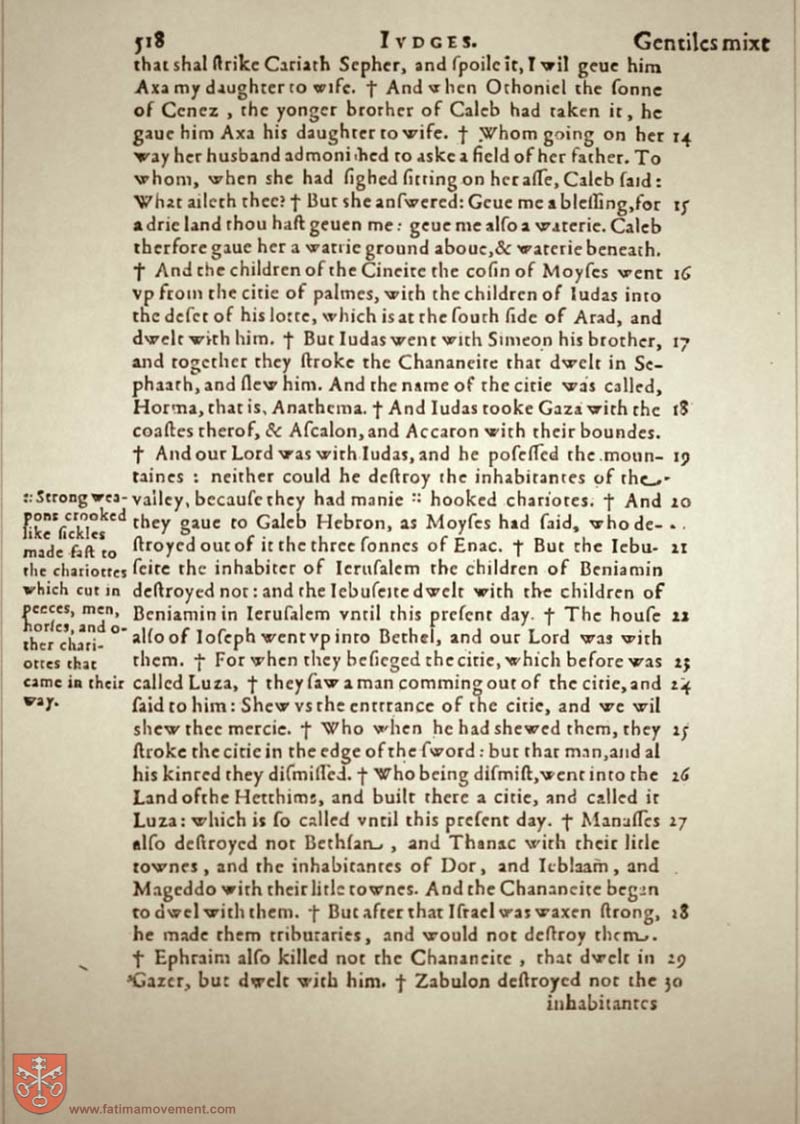 518 IVDGES. Gentiles mixt
that shal ſtrike Cariath Sepher, and ſpoile it, I wil geue him
Axa my daughter to wife. † And when Othoniel the ſonne
of Cenez , the yonger brother of Caleb had taken it, he
gaue him Axa his daughter to wife. † Whom going on her 14
way her husband admoniſhed to aske a field of her father. To
whom, when she had ſighed ſitting on her aſſe, Caleb ſaid:
What aileth thee? † But she anſwered: Geue me a bleſſing, for 15
a drie land thou haſt geuen me: geue me alſo a waterie. Caleb
therfore gaue her a watrie ground aboue, & waterie beneath.
† And the children of the Cineite the coſin of Moyſes went 16
vp from the citie of palmes, with the children of Iudas into
the deſet of his lotte, which is at the ſouth ſide of Arad, and
dwelt with him. † But Iudas went with Simeon his brother, 17
and together they ſtroke the Chananeite that dwelt in Se-
phaath, and ſlew him. And the name of the citie was called,
Horma, that is, Anathema. † And Iudas tooke Gaza with the 18
coaſtes therof, & Aſcalon, and Accaron with their boundes.
† And our Lord was with Iudas, and he poſeſſed the moun- 19
taines : neither could he deſtroy the inhabitantes of the
valley, becauſe they had manie :: hooked chariotes. † And 20
they gaue to Galeb Hebron, as Moyſes had ſaid, who de-
ſtroyed out of it the three ſonnes of Enac. † But the Iebu- 21
ſeite the inhabiter of Ieruſalem the children of Beniamin
deſtroyed not: and the Iebuſeite dwelt with the children of
Beniamin in Ieruſalem vntil this preſent day. † The houſe 22
alſo of Ioſeph went vp into Bethel, and our Lord was with
them. † For when they beſieged the citie, which before was 23
called Luza, † they ſaw a man comming out of the citie, and 24
ſaid to him: Shew vs the entrrance of the citie, and we wil
shew thee mercie. † Who when he had shewed them, they 25
ſtroke the citie in the edge of the ſword: but that man, and al
his kinred they diſmiſſed. † Who being diſmiſt, went into the 26
Land of the Hetthims, and built there a citie, and called it
Luza: which is ſo called vntil this preſent day. † Manaſſes 27
alſo deſtroyed not Bethſan , and Thanac with their litle
townes , and the inhabitantes of Dor, and Ieblaam , and
Mageddo with their litle townes. And the Chananeite began
to dwel with them. † But after that Iſrael was waxen ſtrong, 28
he made them tributaries, and would not deſtroy them.
† Ephraim alſo killed not the Chananeite , that dwelt in 29
Gazer, but dwelt with him. † Zabulon deſtroyed not the 30
inhabitantes
:: Strong wea-
pons crooked
like ſickles
made faſt to
the chariottes
which cut in
peeces, men,
horſes, and o-
ther chari-
ottes that
came in their
way.
www.fatimamovement.com